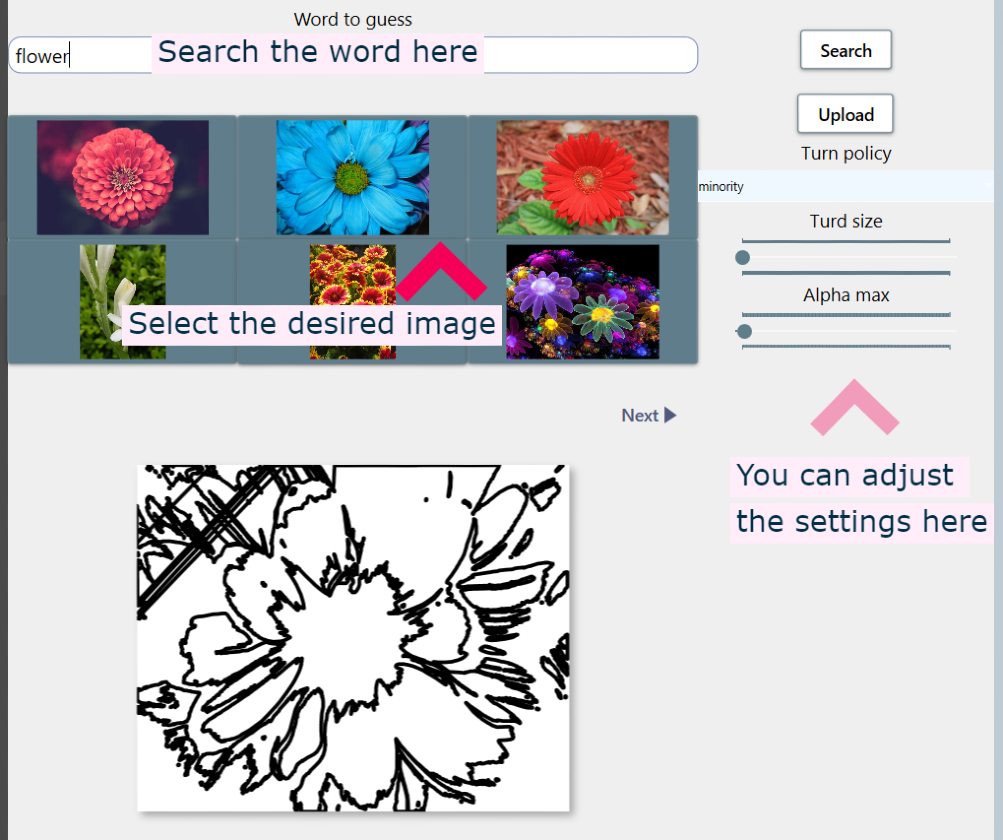 Word to guess
flower
Search the word here
Search
Upload
Turn policy
minority
Turd size
Alpha max
Select the desired image
Next
You can adjust
the settings here